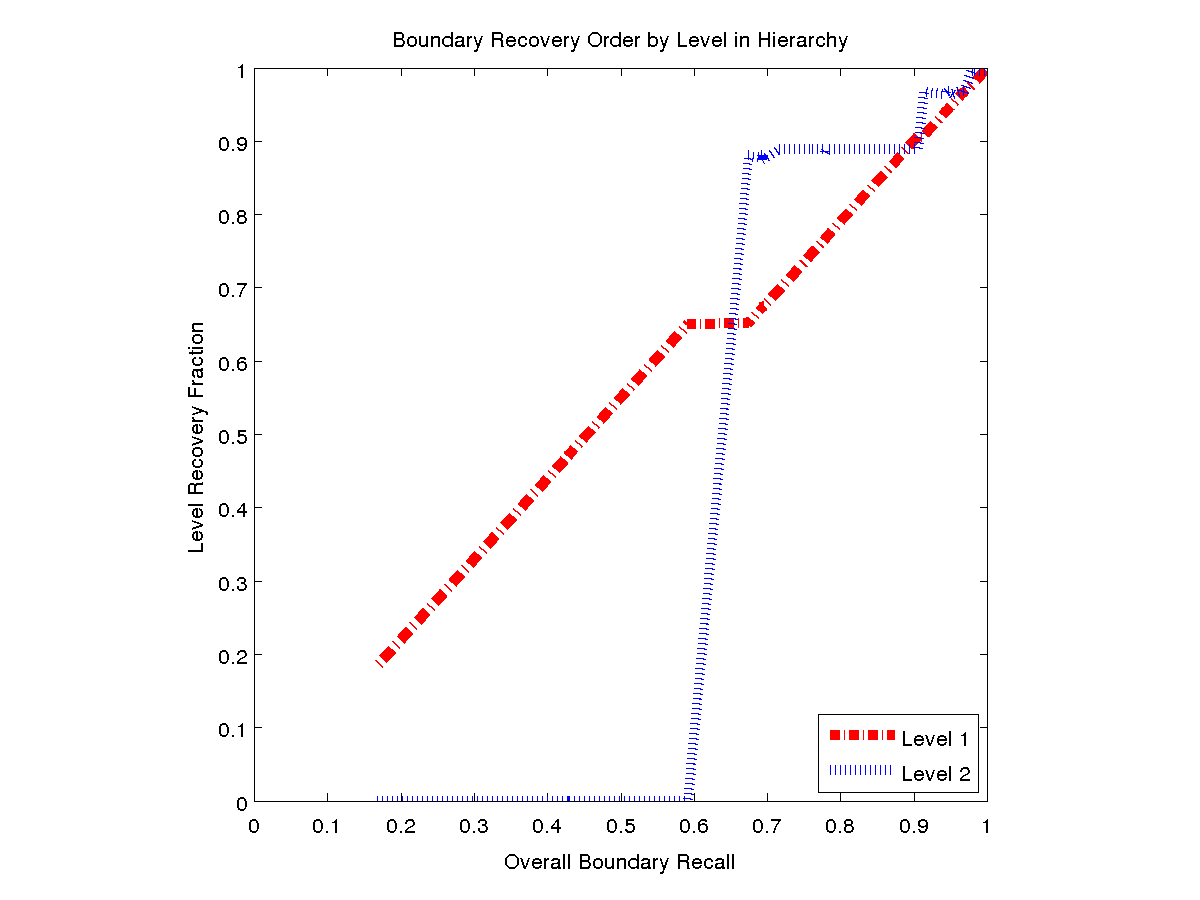 Boundary Recovery Order by Level in Hierarchy
1
0.9
0.8
0.7
0.6
0.5
0.4
0.3
0.2
0.1
0
Level Recovery Fraction
Level 1
Level 2
0 0.1 0.2 0.3 0.4 0.5 0.6 0.7 0.8 0.9 1
Overall Boundary Recall